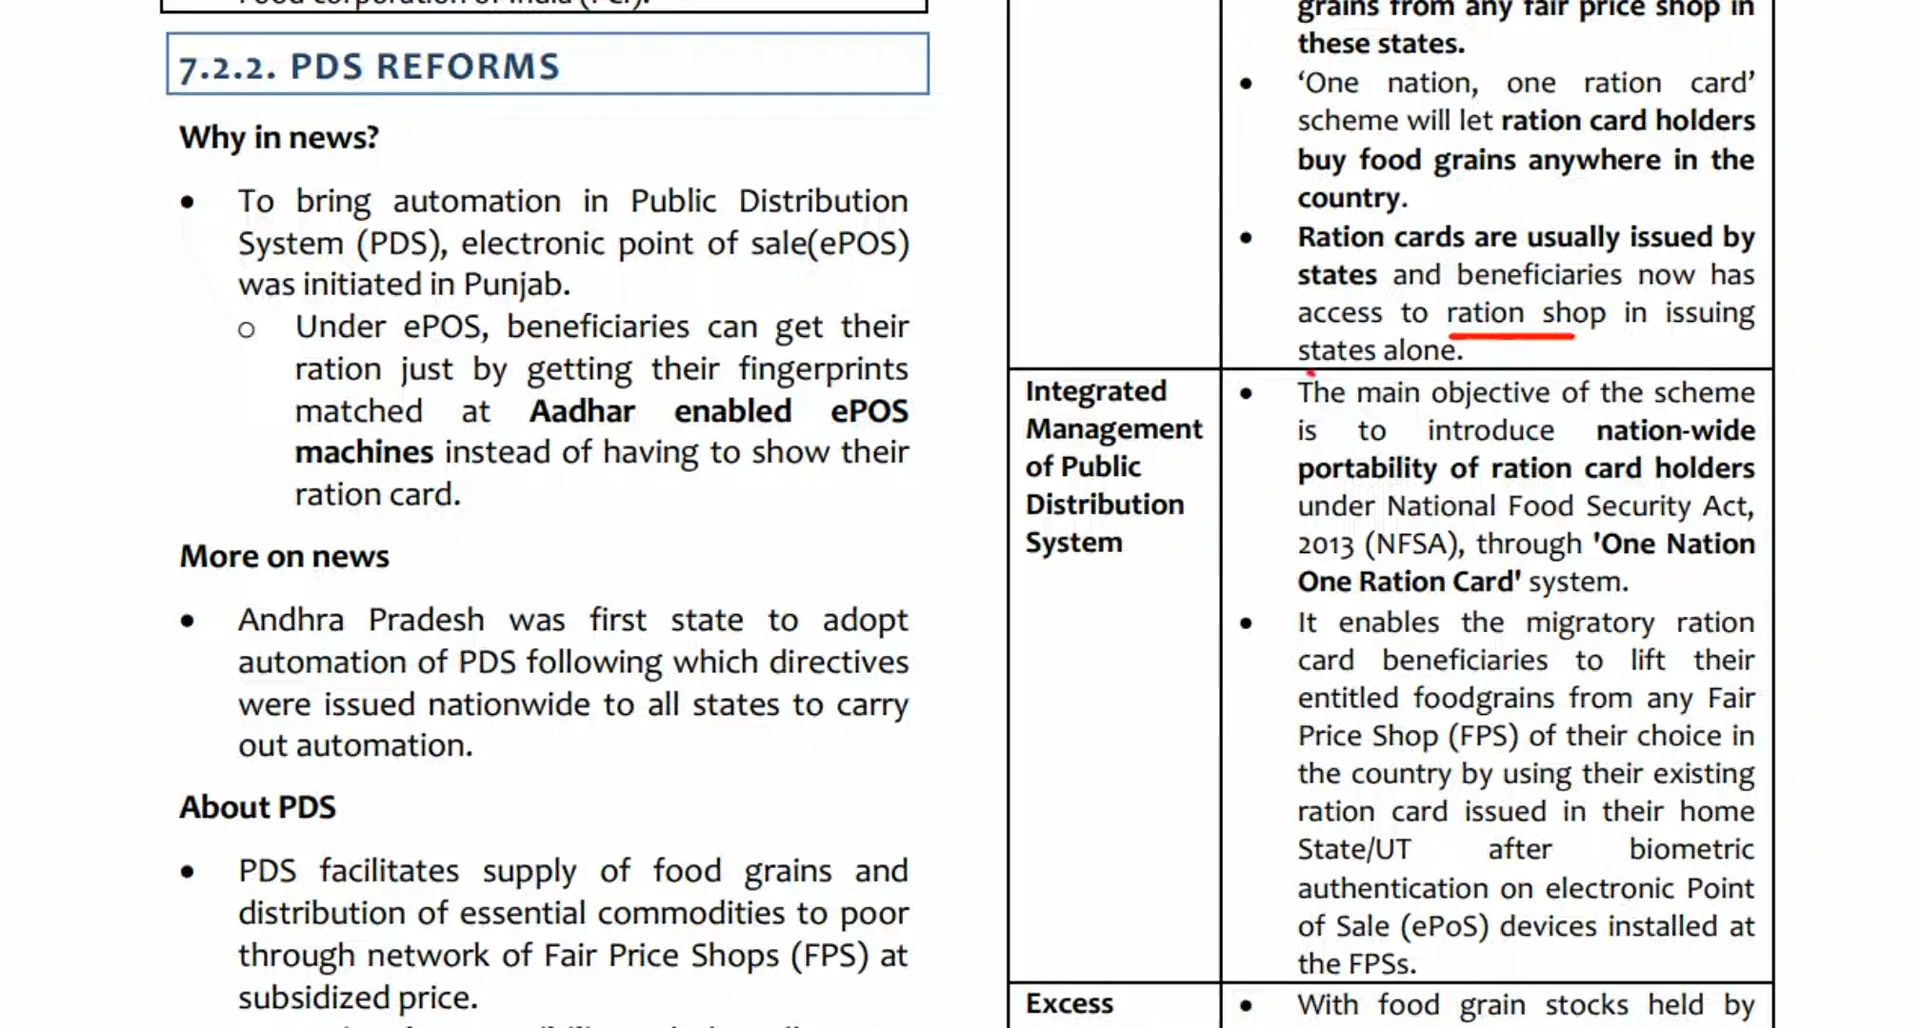 Food corporation of India (FCI).
7.2.2. PDS REFORMS
Why in news?
• To bring automation in Public Distribution
System (PDS), electronic point of sale(ePOS)
was initiated in Punjab.
o Under ePOS, beneficiaries can get their
ration just by getting their fingerprints
matched at Aadhar enabled ePOS
machines instead of having to show their
ration card.
More on news
• Andhra Pradesh was first state to adopt
automation of PDS following which directives
were issued nationwide to all states to carry
out automation.
About PDS
• PDS facilitates supply of food grains and
distribution of essential commodities to poor
through network of Fair Price Shops (FPS) at
subsidized price.
grains from any fair price shop in
these states.
• ‘One nation, one ration card’
scheme will let ration card holders
buy food grains anywhere in the
country.
• Ration cards are usually issued by
states and beneficiaries now has
access to ration shop in issuing
states alone.
Integrated
Management
of Public
Distribution
System
• The main objective of the scheme
is to introduce nation-wide
portability of ration card holders
under National Food Security Act,
2013 (NFSA), through 'One Nation
One Ration Card' system.
• It enables the migratory ration
card beneficiaries to lift their
entitled foodgrains from any Fair
Price Shop (FPS) of their choice in
the country by using their existing
ration card issued in their home
State/UT after biometric
authentication on electronic Point
of Sale (ePoS) devices installed at
the FPSs.
Excess
• With food grain stocks held by